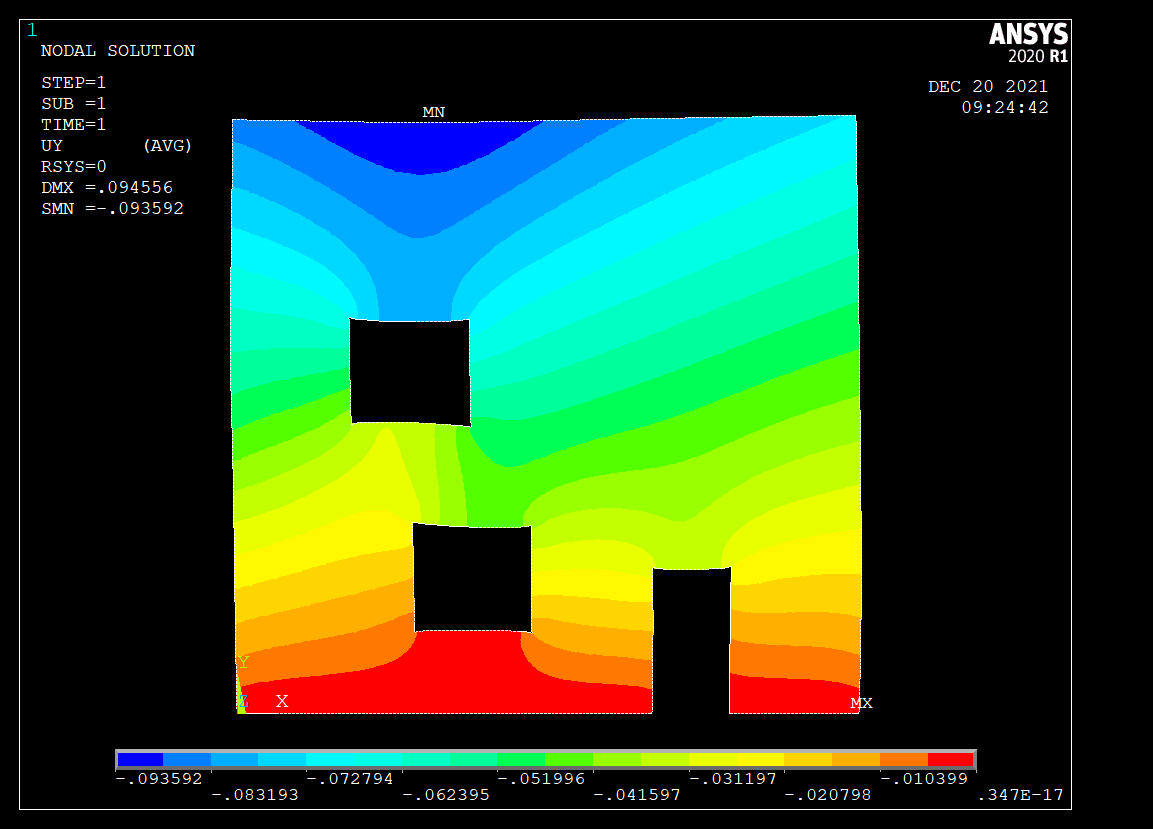 1
NODAL SOLUTION
STEP=1
SUB =1
TIME=1
UY (AVG)
RSYS=0
DMX =.094556
SMN =-.093592
ANSYS
2020 R1
DEC 20 2021
09:24:42
MN
Y
Z X
MX
-.093592 -.072794 -.051996 -.031197 -.010399
-.083193 -.062395 -.041597 -.020798 .347E-17